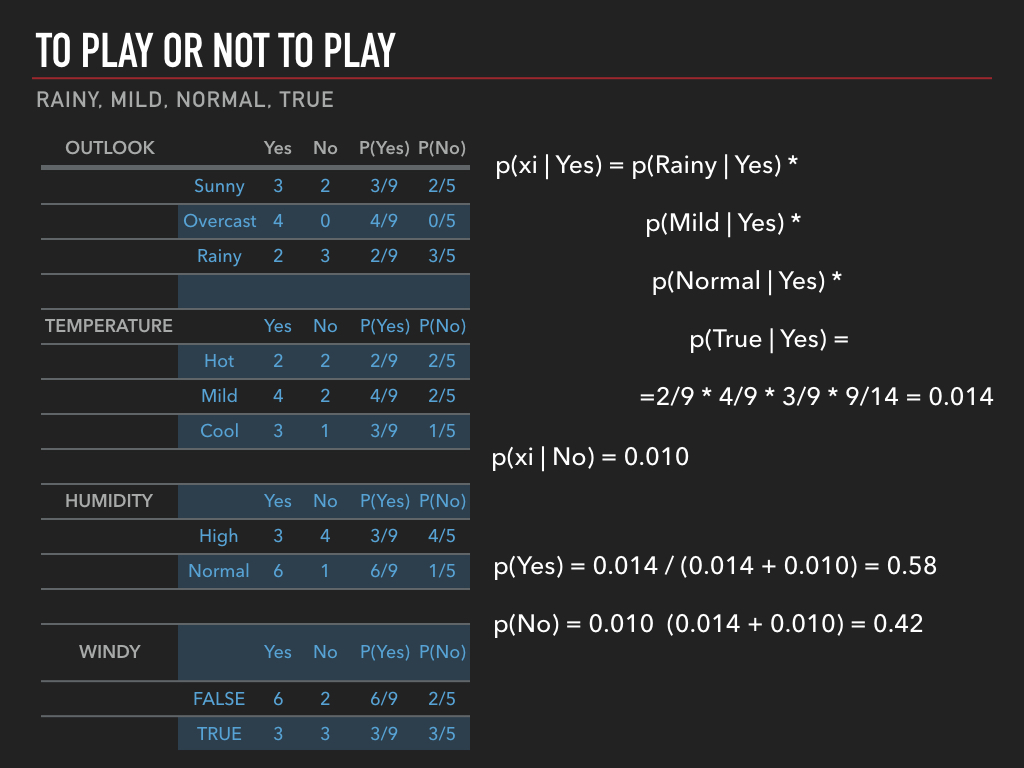 TO PLAY OR NOT TO PLAY
RAINY, MILD, NORMAL, TRUE
OUTLOOK Yes No P(Yes) P(No)
Sunny 3 2 3/9 2/5
Overcast 4 0 4/9 0/5
Rainy 2 3 2/9 3/5
TEMPERATURE Yes No P(Yes) P(No)
Hot 2 2 2/9 2/5
Mild 4 2 4/9 2/5
Cool 3 1 3/9 1/5
HUMIDITY Yes No P(Yes) P(No)
High 3 4 3/9 4/5
Normal 6 1 6/9 1/5
WINDY Yes No P(Yes) P(No)
FALSE 6 2 6/9 2/5
TRUE 3 3 3/9 3/5
p(xi | Yes) = p(Rainy | Yes) *
p(Mild | Yes) *
p(Normal | Yes) *
p(True | Yes) =
=2/9 * 4/9 * 3/9 * 9/14 = 0.014
p(xi | No) = 0.010
p(Yes) = 0.014 / (0.014 + 0.010) = 0.58
p(No) = 0.010 (0.014 + 0.010) = 0.42